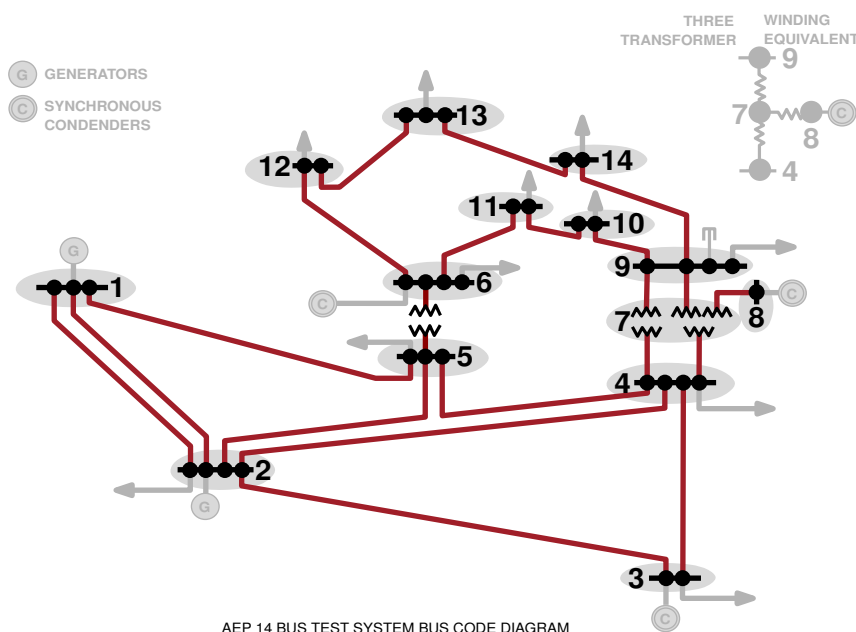 THREE WINDING
TRANSFORMER EQUIVALENT
9
G GENERATORS
C SYNCHRONOUS
CONDENDERS
7
C
8
4
13
12
14
11
10
G
9
6
1
C
7
8
C
5
4
2
G
3
C
AEP 14 BUS TEST SYSTEM BUS CODE DIAGRAM